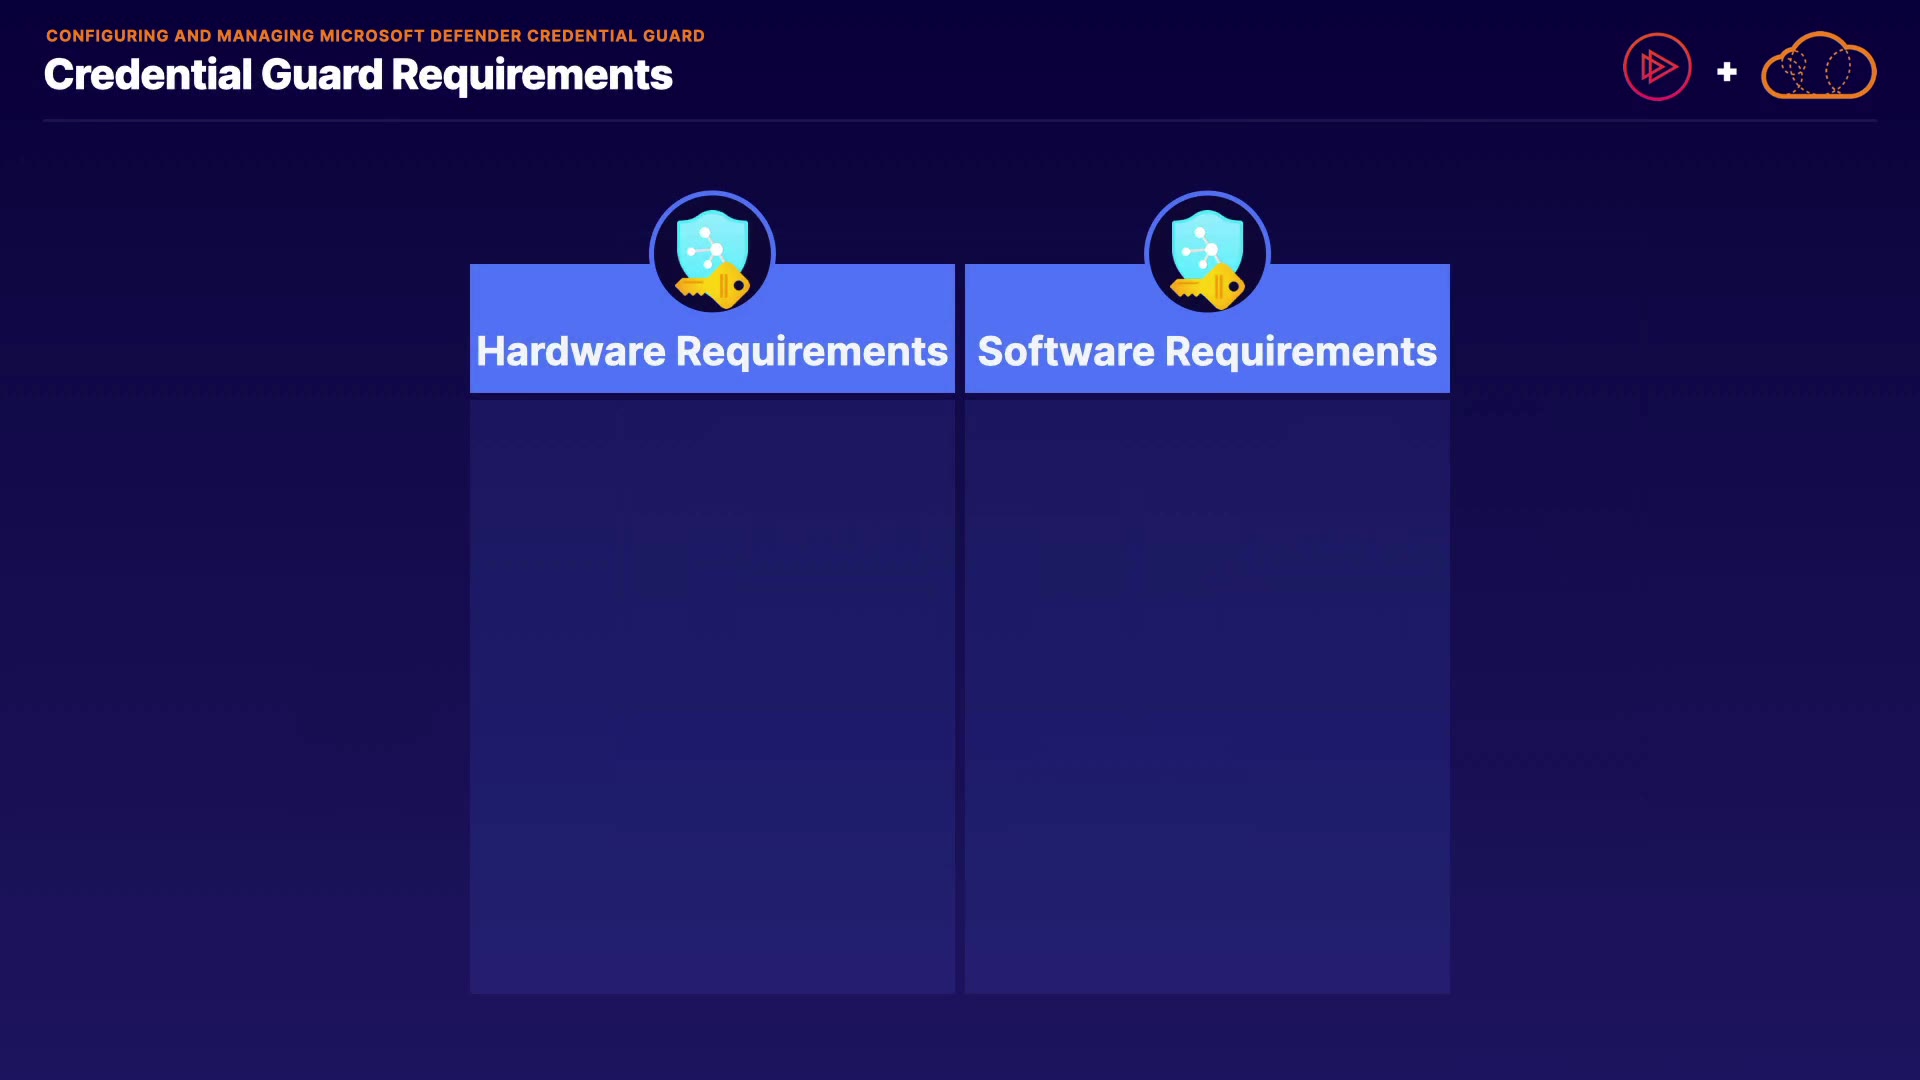 CONFIGURING AND MANAGING MICROSOFT DEFENDER CREDENTIAL GUARD
Credential Guard Requirements
Hardware Requirements
Software Requirements